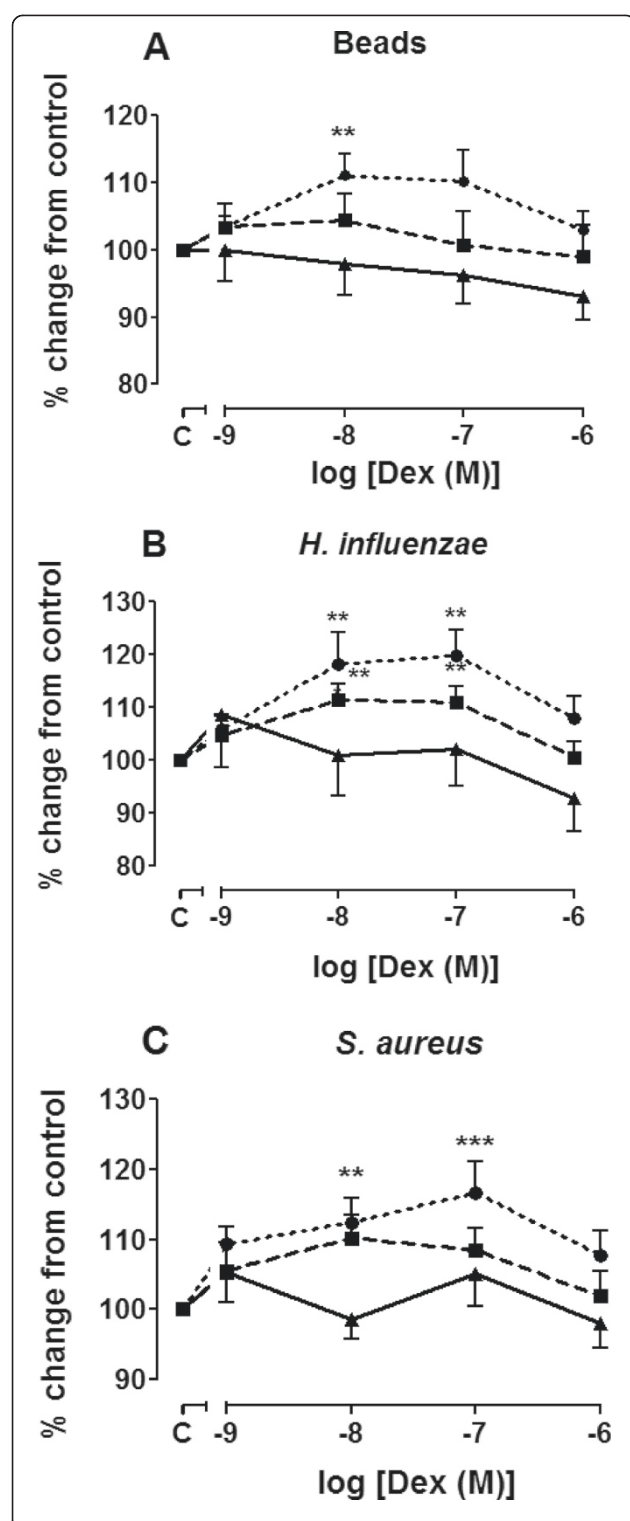 A Beads
% change from control
120
**
110
100
90
80
C -9 -8 -7 -6
log [Dex (M)]
B H. influenzae
% change from control
130
** **
120
** **
110
100
90
80
C -9 -8 -7 -6
log [Dex (M)]
C S. aureus
% change from control
130
120
** ***
110
100
90
C -9 -8 -7 -6
log [Dex (M)]